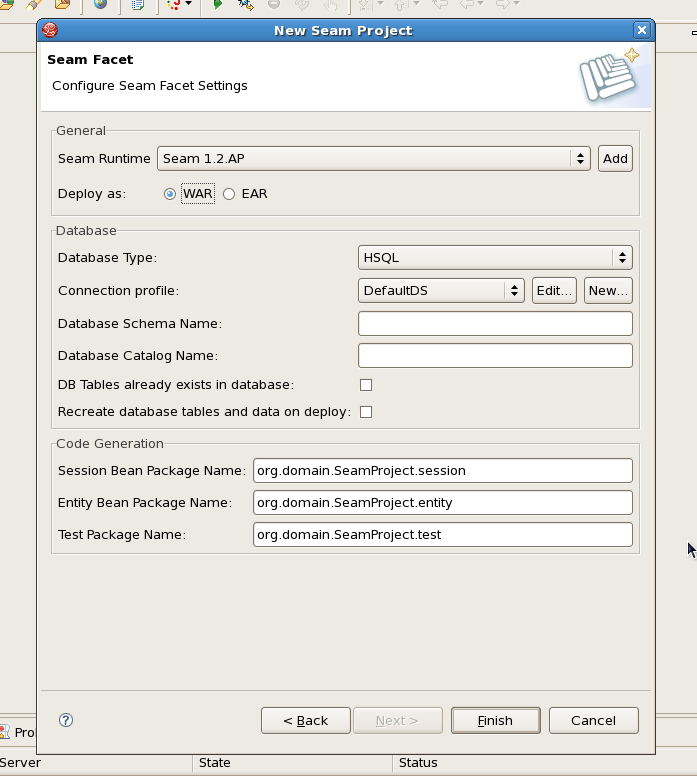 New Seam Project
Seam Facet
Configure Seam Facet Settings
General
Seam Runtime Seam 1.2.AP Add
Deploy as: WAR EAR
Database
Database Type: HSQL
Connection profile: DefaultDS Edit... New...
Database Schema Name:
Database Catalog Name:
DB Tables already exists in database:
Recreate database tables and data on deploy:
Code Generation
Session Bean Package Name: org.domain.SeamProject.session
Entity Bean Package Name: org.domain.SeamProject.entity
Test Package Name: org.domain.SeamProject.test
? < Back Next > Finish Cancel
Pro
Server State Status